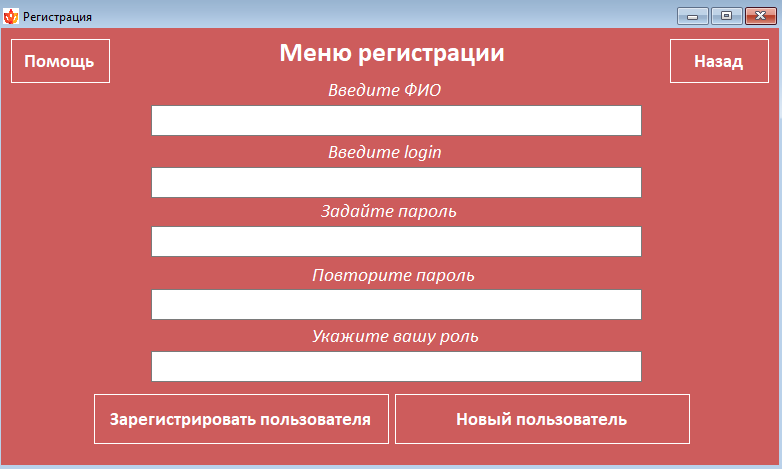 Регистрация
Помощь
Меню регистрации
Назад
Введите ФИО
Введите login
Задайте пароль
Повторите пароль
Укажите вашу роль
Зарегистрировать пользователя
Новый пользователь